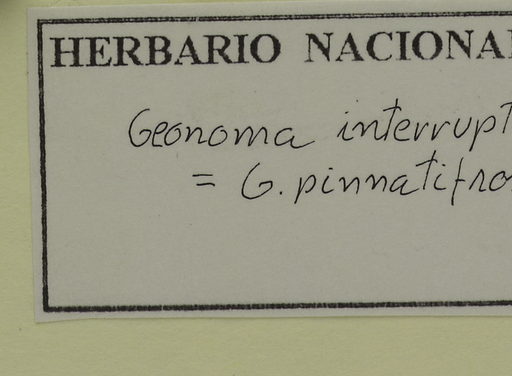 HERBARIO NACIONA
Geonoma interrupt
= G. pinnatifro